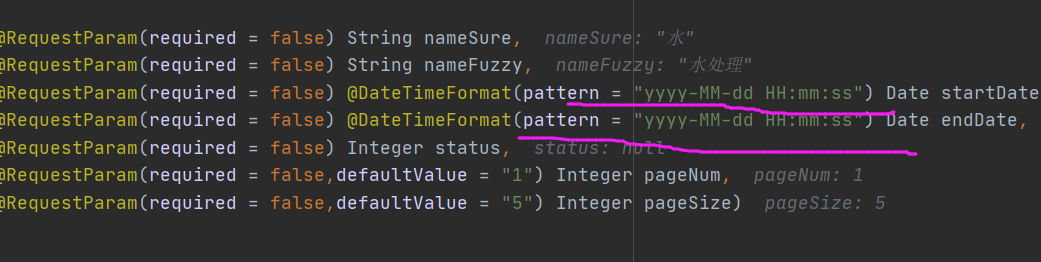 @RequestParam(required = false) String nameSure,  nameSure: "水"
@RequestParam(required = false) String nameFuzzy,  nameFuzzy: "水处理"
@RequestParam(required = false) @DateTimeFormat(pattern = "yyyy-MM-dd HH:mm:ss") Date startDate
@RequestParam(required = false) @DateTimeFormat(pattern = "yyyy-MM-dd HH:mm:ss") Date endDate,
@RequestParam(required = false) Integer status,  status: null
@RequestParam(required = false,defaultValue = "1") Integer pageNum,  pageNum: 1
@RequestParam(required = false,defaultValue = "5") Integer pageSize)  pageSize: 5